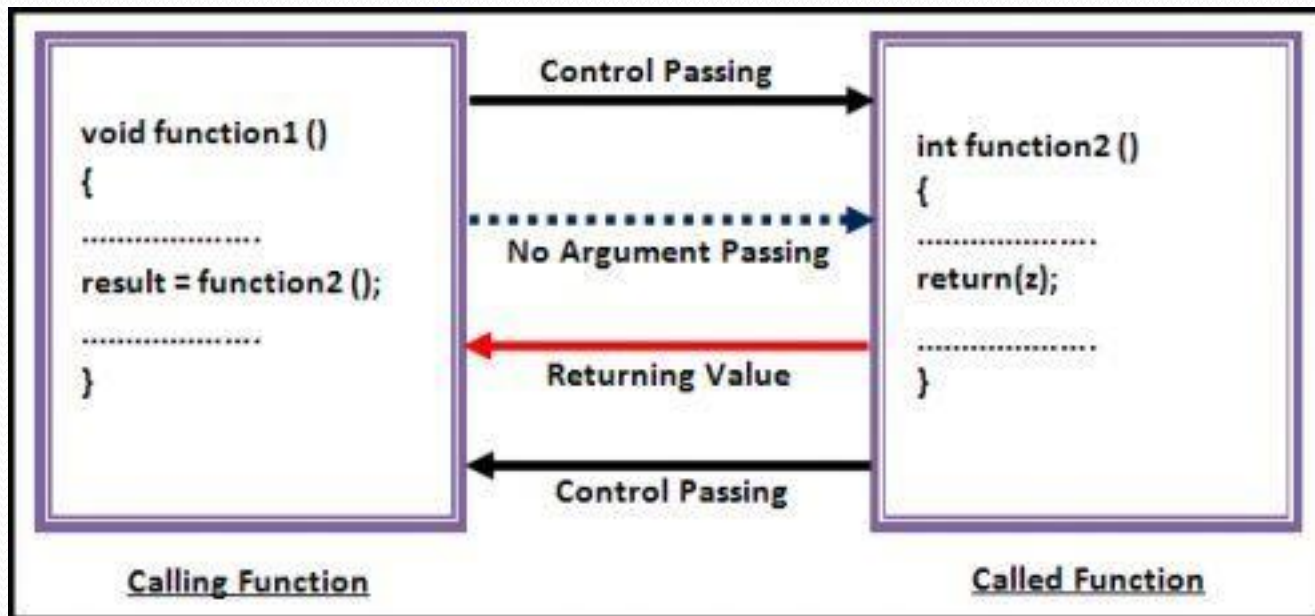 void function1 ()
{
.....................
result = function2 ();
.....................
}
Calling Function
Control Passing
No Argument Passing
Returning Value
Control Passing
int function2 ()
{
.....................
return(z);
.....................
}
Called Function